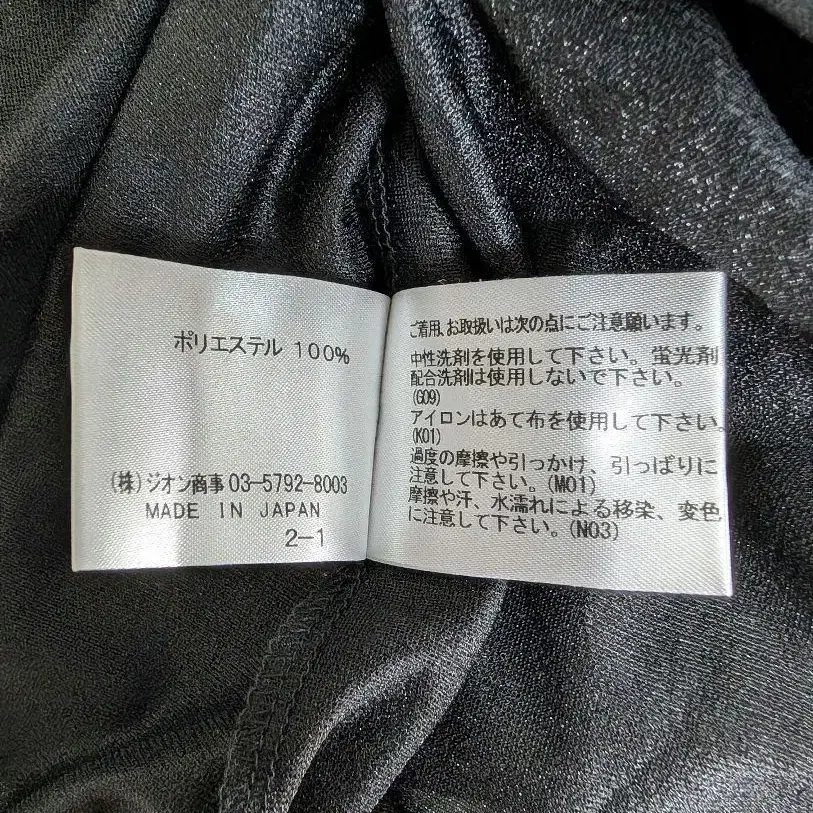 ポリエステル 100%
(株)ジオン商事 03-5792-8003
MADE IN JAPAN
2-1
ご着用、お取扱いは次の点にご注意願います。
中性洗剤を使用して下さい。蛍光剤
配合洗剤は使用しないで下さい。
(G09)
アイロンはあて布を使用して下さい。
(K01)
過度の摩擦や引っかけ、引っぱりに
注意して下さい。(M01)
摩擦や汗、水濡れによる移染、変色
に注意して下さい。(N03)